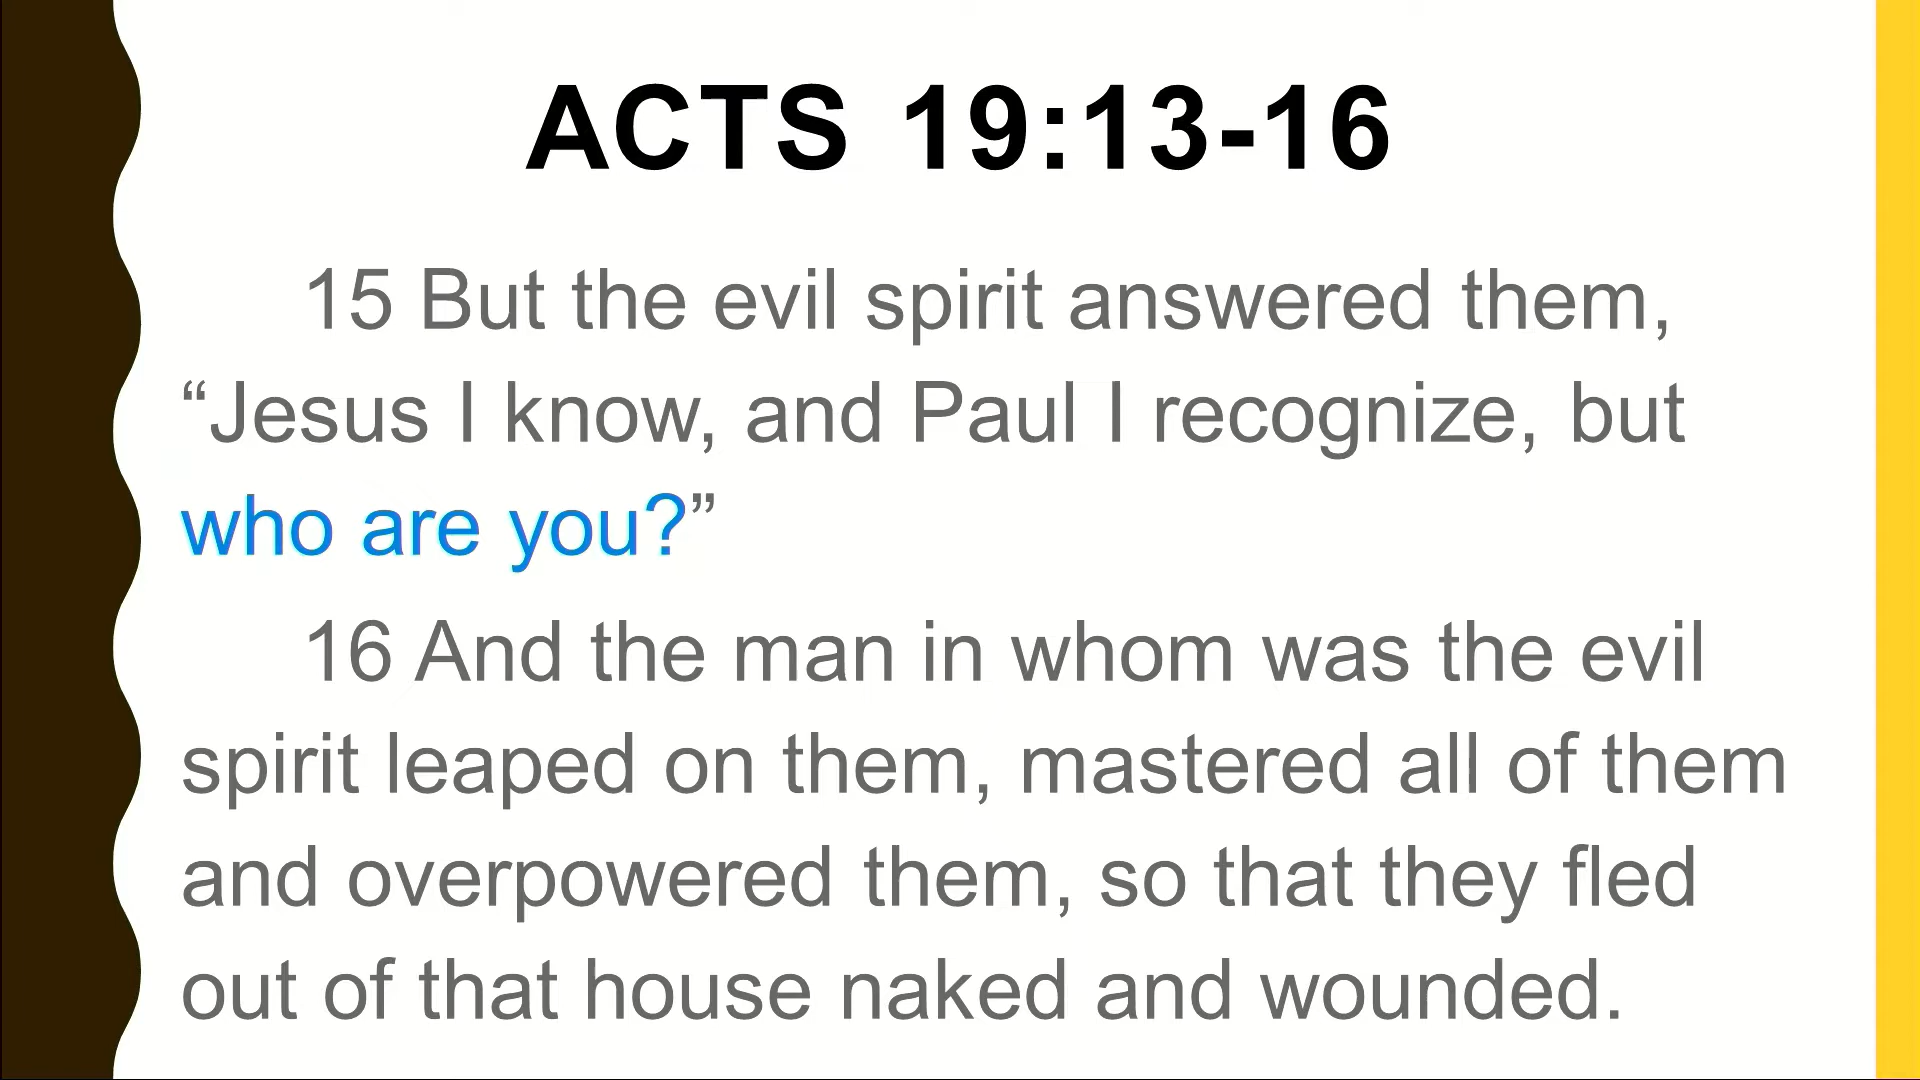 ACTS 19:13-16
15 But the evil spirit answered them,
“Jesus I know, and Paul I recognize, but
who are you?”
16 And the man in whom was the evil
spirit leaped on them, mastered all of them
and overpowered them, so that they fled
out of that house naked and wounded.